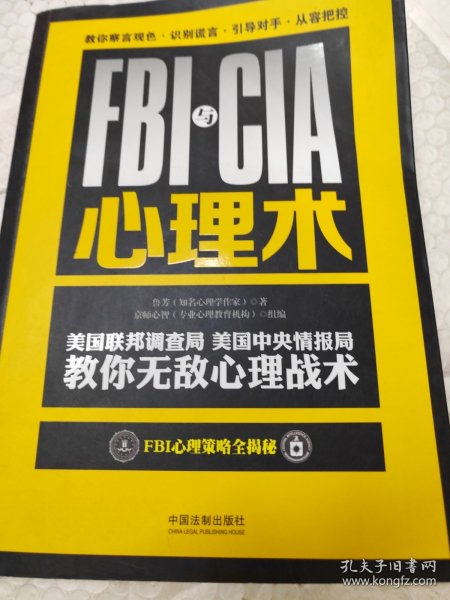 教你察言观色·识别谎言·引导对手·从容把控
FBI与CIA
心理术
鲁芳（知名心理学作家）◎著
京师心智（专业心理教育机构）◎组编
美国联邦调查局 美国中央情报局
教你无敌心理战术
FBI心理策略全揭秘
中国法制出版社
CHINA LEGAL PUBLISHING HOUSE
孔夫子旧书网
www.kongfz.com